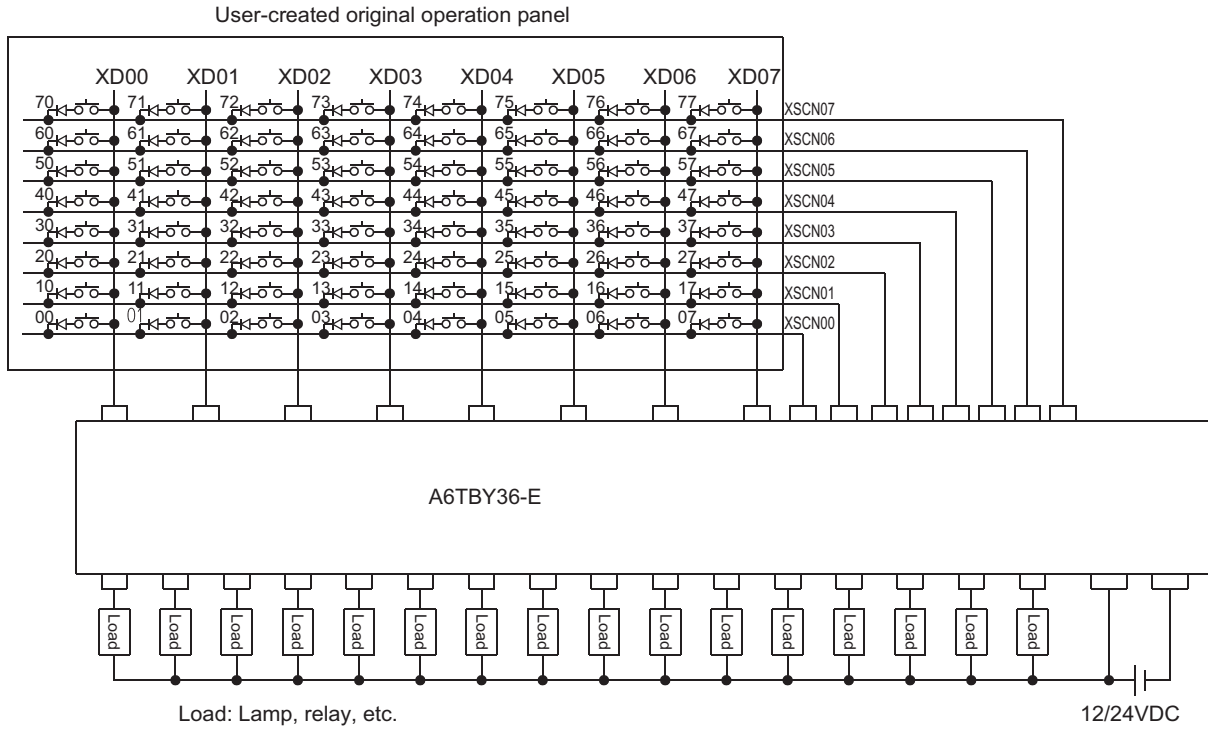 User-created original operation panel
XD00 XD01 XD02 XD03 XD04 XD05 XD06 XD07
70 71 72 73 74 75 76 77 XSCN07
60 61 62 63 64 65 66 67 XSCN06
50 51 52 53 54 55 56 57 XSCN05
40 41 42 43 44 45 46 47 XSCN04
30 31 32 33 34 35 36 37 XSCN03
20 21 22 23 24 25 26 27 XSCN02
10 11 12 13 14 15 16 17 XSCN01
00 01 02 03 04 05 06 07 XSCN00
A6TBY36-E
Load Load Load Load Load Load Load Load Load Load Load Load Load Load Load Load
Load: Lamp, relay, etc.
12/24VDC